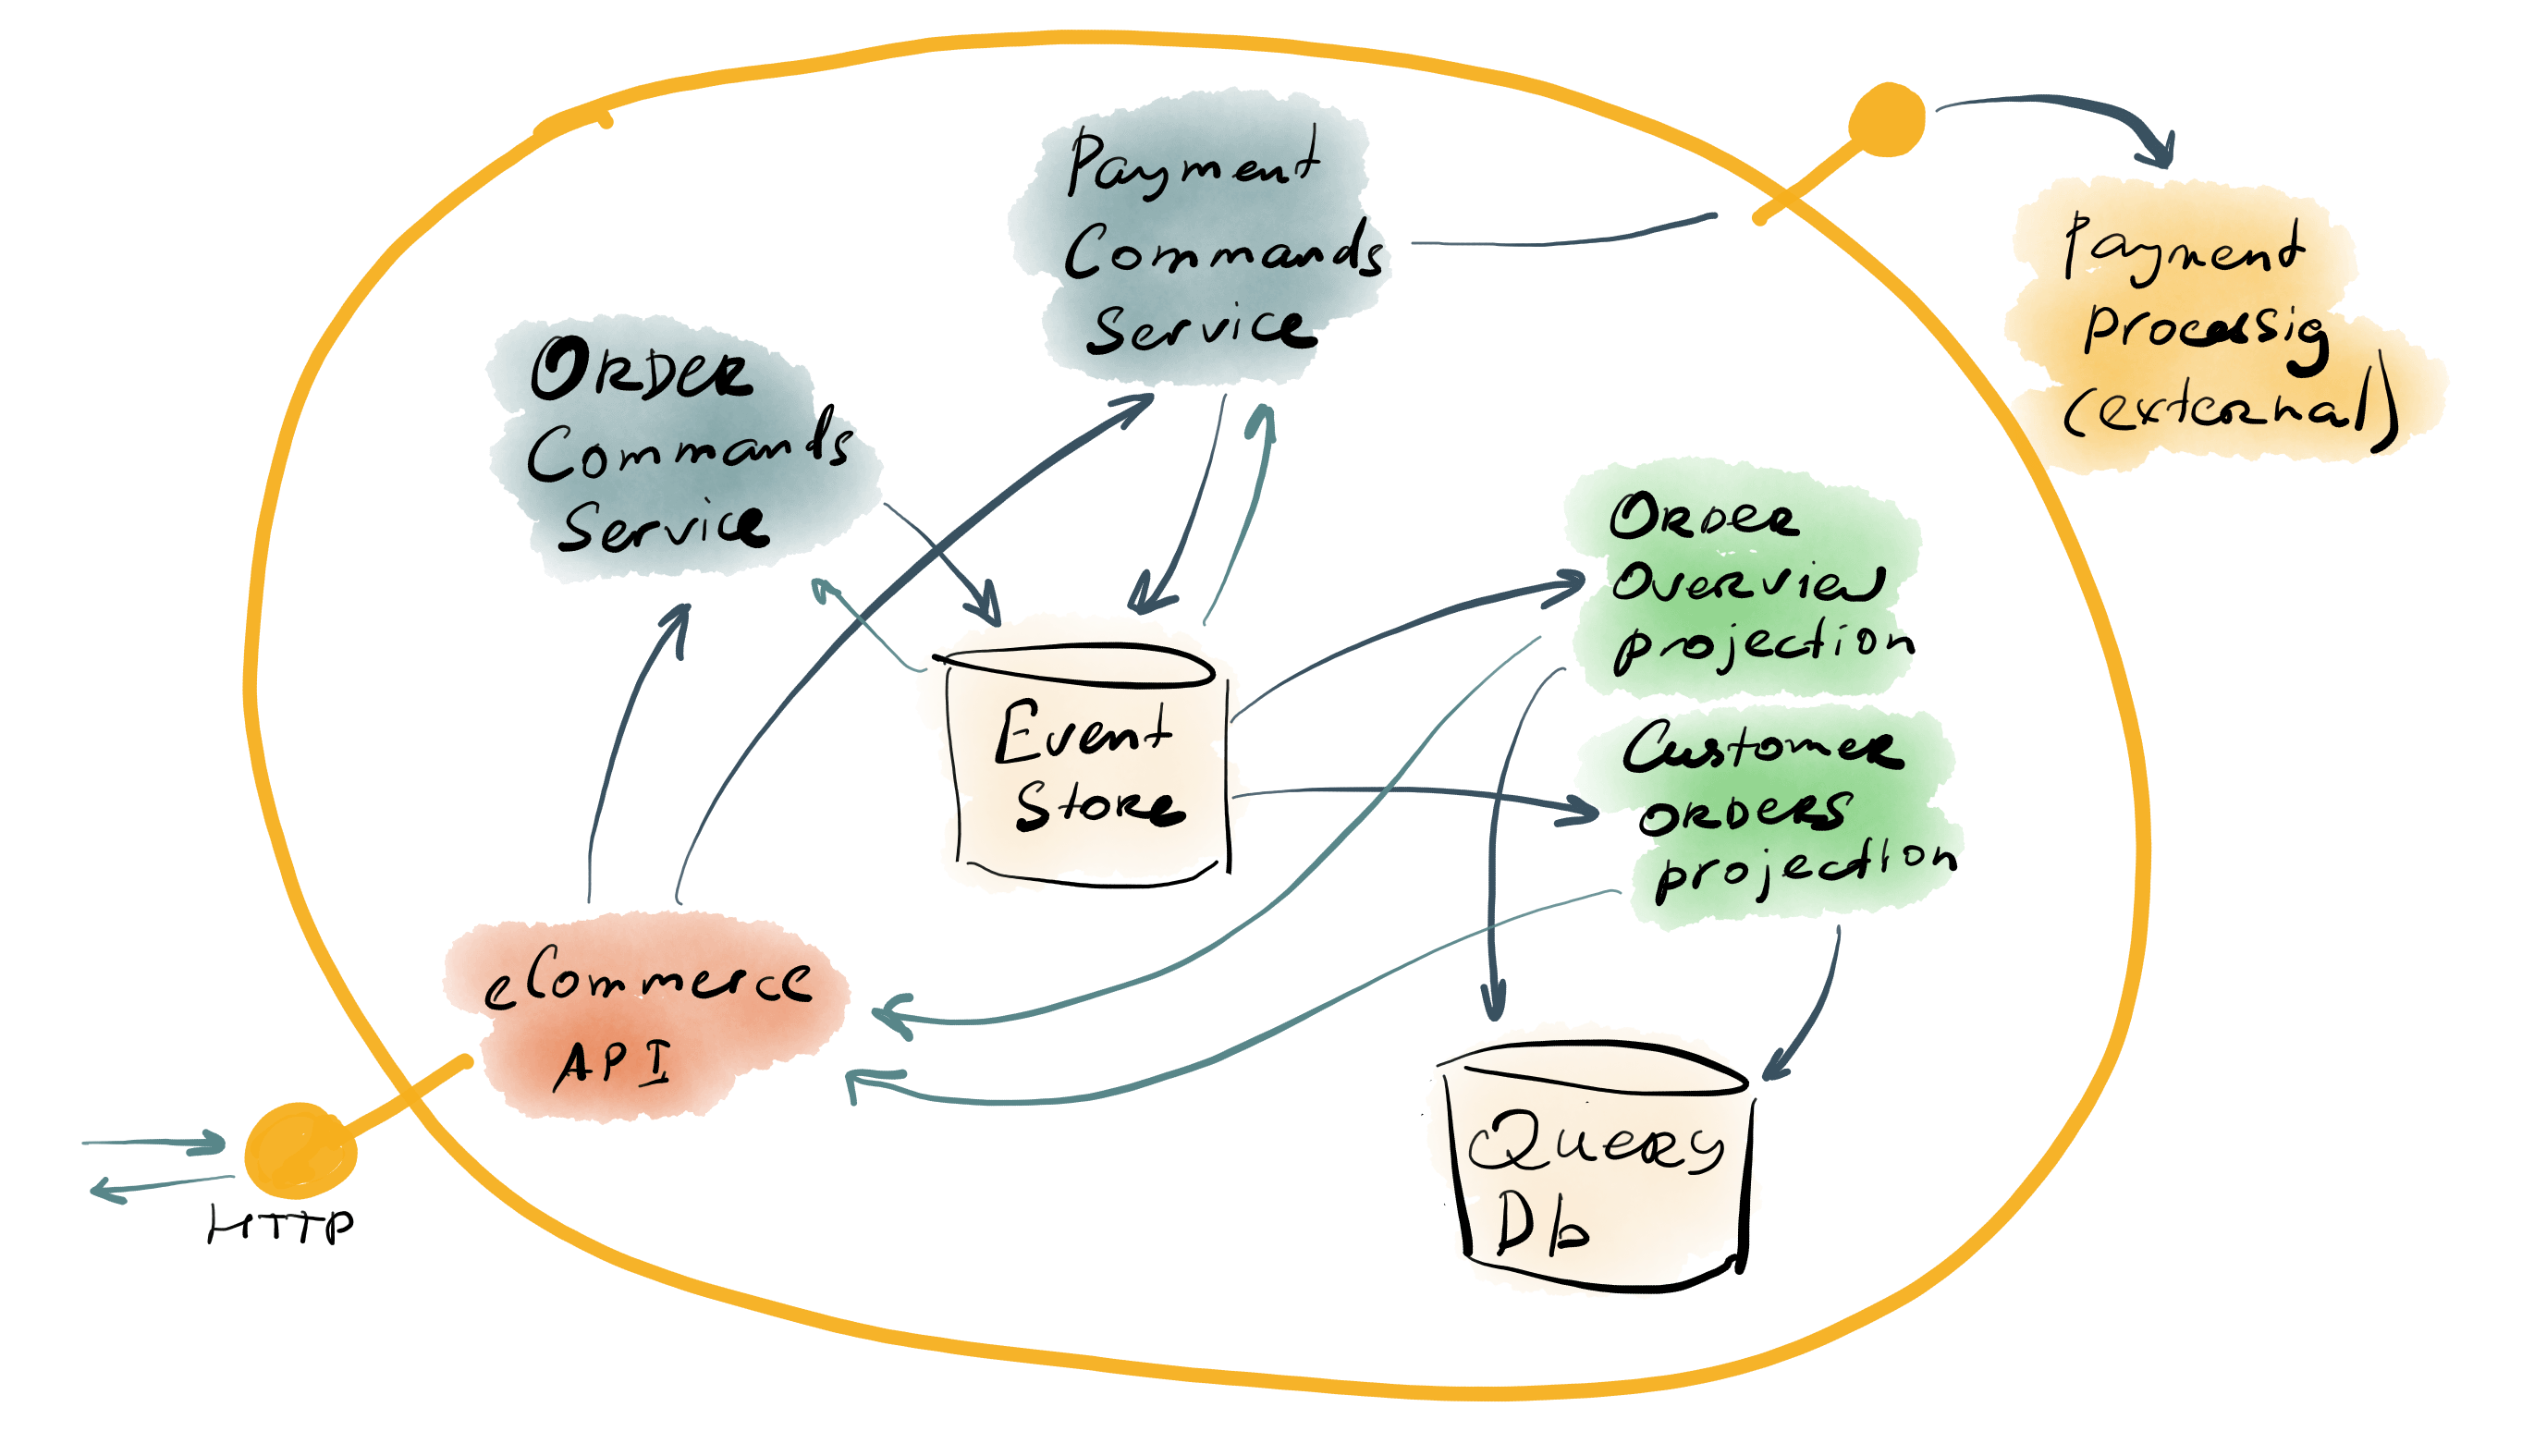 Payment
Commands
Service
Payment
Processig
(external)
Order
Commands
Service
Order
Overview
projection
Event
Store
Customer
orders
projection
eCommerce
API
Query
Db
HTTP